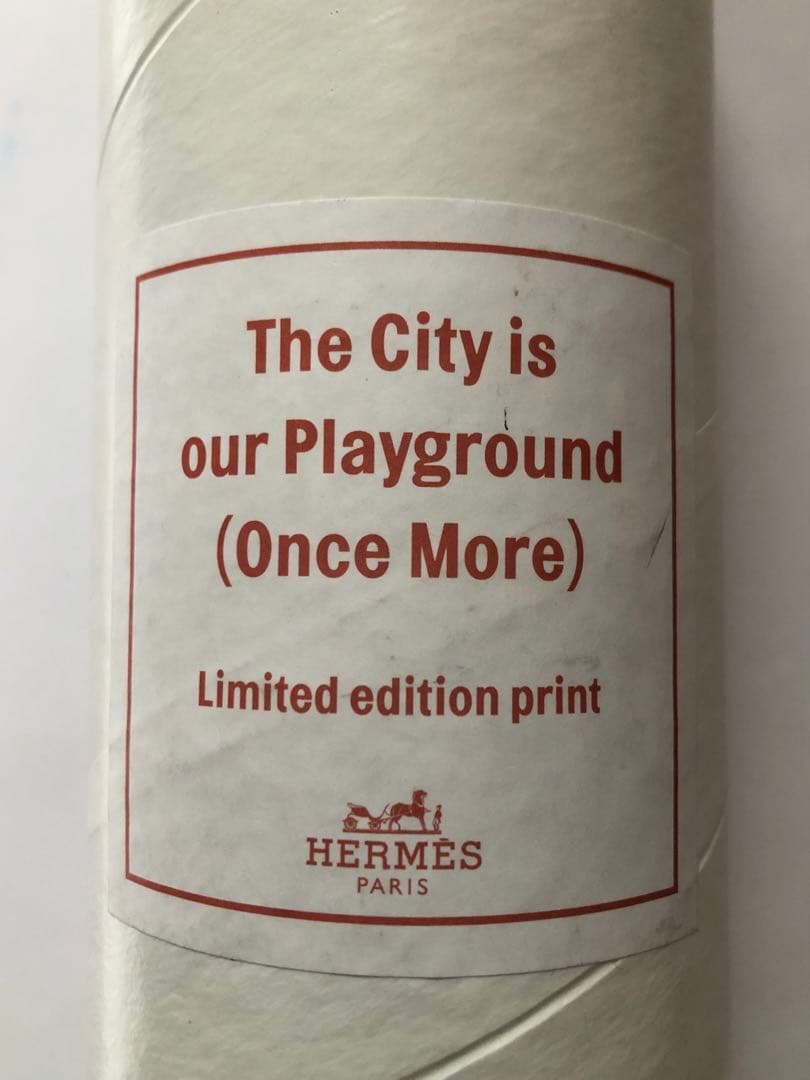 The City is
our Playground
(Once More)
Limited edition print
HERMÈS
PARIS